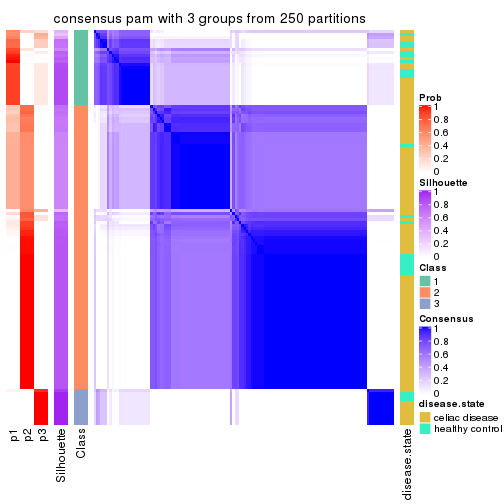 consensus pam with 3 groups from 250 partitions
Prob
1
0.8
0.6
0.4
0.2
0
Silhouette
1
0.8
0.6
0.4
0.2
0
Class
1
2
3
Consensus
1
0.8
0.6
0.4
0.2
0
disease.state
celiac disease
healthy control
p1
p2
p3
Silhouette
Class
disease.state